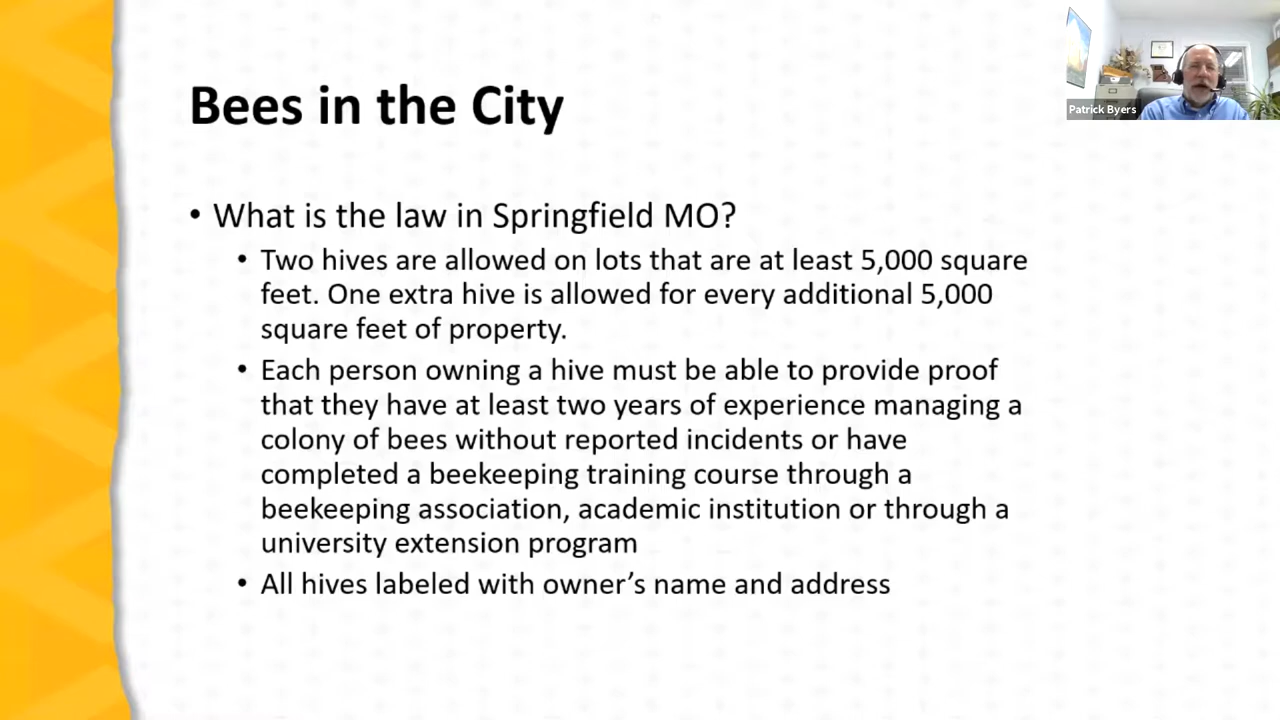 Bees in the City
Patrick Byers
• What is the law in Springfield MO?
• Two hives are allowed on lots that are at least 5,000 square
feet. One extra hive is allowed for every additional 5,000
square feet of property.
• Each person owning a hive must be able to provide proof
that they have at least two years of experience managing a
colony of bees without reported incidents or have
completed a beekeeping training course through a
beekeeping association, academic institution or through a
university extension program
• All hives labeled with owner’s name and address